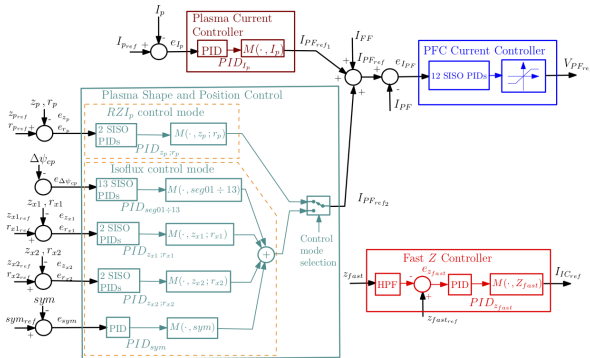 I_p
Plasma Current
Controller
I_{p_{ref}}
+
-
e_{I_p}
PID
M(·, I_p)
PID_{I_p}
I_{PF_{ref1}}
I_{FF}
I_{PF_{ref}}
+
+
+
+
-
e_{I_{PF}}
I_{PF}
PFC Current Controller
12 SISO PIDs
V_{PF_{re
Plasma Shape and Position Control
RZI_p control mode
z_p, r_p
z_{p_{ref}}
r_{p_{ref}}
+
-
e_{z_p}
e_{r_p}
2 SISO
PIDs
M(·, z_p; r_p)
PID_{z_p; r_p}
Isoflux control mode
Δψ_{cp}
-
e_{Δψ_{cp}}
13 SISO
PIDs
M(·, seg01 ÷ 13)
PID_{seg01÷13}
z_{x1}, r_{x1}
z_{x1_{ref}}
r_{x1_{ref}}
+
-
e_{z_{x1}}
e_{r_{x1}}
2 SISO
PIDs
M(·, z_{x1}; r_{x1})
PID_{z_{x1}; r_{x1}}
+
z_{x2}, r_{x2}
z_{x2_{ref}}
r_{x2_{ref}}
+
-
e_{z_{x2}}
e_{r_{x2}}
2 SISO
PIDs
M(·, z_{x2}; r_{x2})
PID_{z_{x2}; r_{x2}}
sym
sym_{ref}
+
-
e_{sym}
PID
M(·, sym)
PID_{sym}
Control
mode
selection
I_{PF_{ref2}}
Fast Z Controller
z_{fast}
HPF
-
+
e_{z_{fast}}
PID
M(·, Z_{fast})
PID_{z_{fast}}
I_{IC_{ref}}
z_{fast_{ref}}